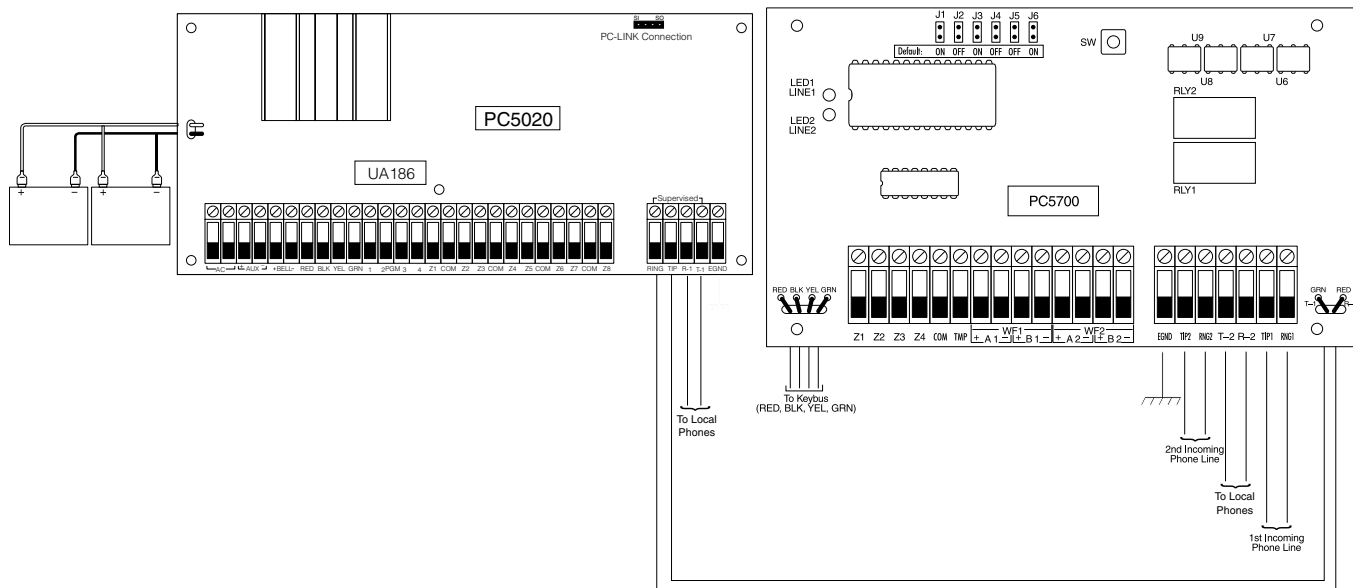 SI SO
PC-LINK Connection
PC5020
UA186
+ − + −
Supervised
AC + AUX − +BELL- RED BLK YEL GRN 1 2PGM 3 4 Z1 COM Z2 Z3 COM Z4 Z5 COM Z6 Z7 COM Z8
RING TIP R-1 T-1 EGND
To Local
Phones
J1 J2 J3 J4 J5 J6
Default: ON OFF ON OFF OFF ON
SW
U9 U7
U8 U6
LED1
LINE1
LED2
LINE2
RLY2
RLY1
PC5700
RED BLK YEL GRN
WF1 WF2
Z1 Z2 Z3 Z4 COM TMP + A 1 − + B 1 − + A 2 − + B 2 −
GRN RED
T-1 R-
EGND TIP2 RNG2 T-2 R-2 TIP1 RNG1
To Keybus
(RED, BLK, YEL, GRN)
2nd Incoming
Phone Line
To Local
Phones
1st Incoming
Phone Line